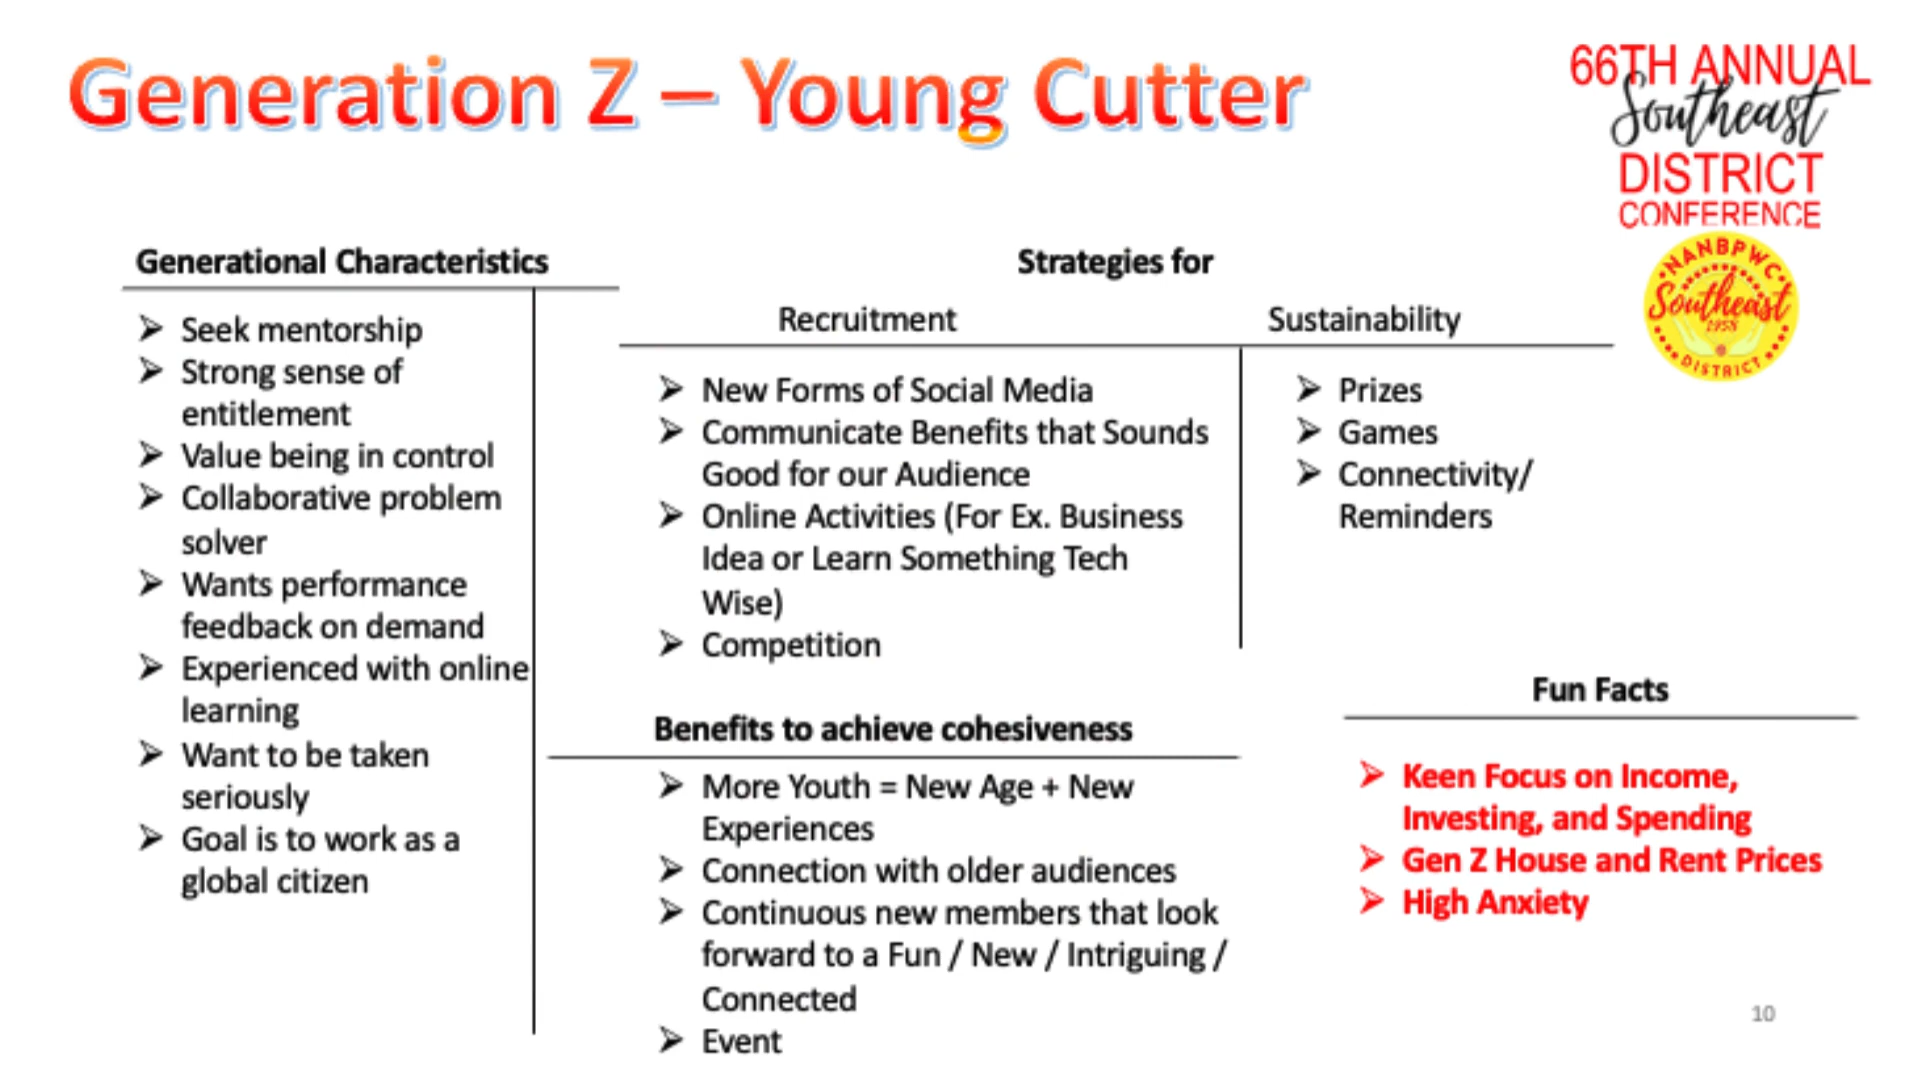 Generation Z – Young Cutter
66TH ANNUAL
Southeast
DISTRICT
CONFERENCE
NANBPWC
Southeast
1958
DISTRICT
Generational Characteristics
Seek mentorship
Strong sense of
entitlement
Value being in control
Collaborative problem
solver
Wants performance
feedback on demand
Experienced with online
learning
Want to be taken
seriously
Goal is to work as a
global citizen
Strategies for
Recruitment
New Forms of Social Media
Communicate Benefits that Sounds
Good for our Audience
Online Activities (For Ex. Business
Idea or Learn Something Tech
Wise)
Competition
Sustainability
Prizes
Games
Connectivity/
Reminders
Benefits to achieve cohesiveness
More Youth = New Age + New
Experiences
Connection with older audiences
Continuous new members that look
forward to a Fun / New / Intriguing /
Connected
Event
Fun Facts
Keen Focus on Income,
Investing, and Spending
Gen Z House and Rent Prices
High Anxiety
10